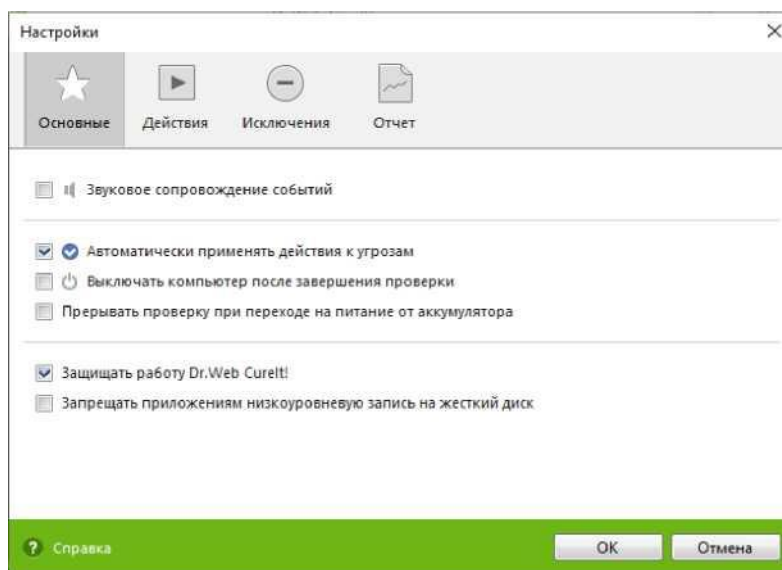 Настройки
Основные Действия Исключения Отчет
Звуковое сопровождение событий
Автоматически применять действия к угрозам
Выключать компьютер после завершения проверки
Прерывать проверку при переходе на питание от аккумулятора
Защищать работу Dr.Web CureIt!
Запрещать приложениям низкоуровневую запись на жесткий диск
? Справка OK Отмена